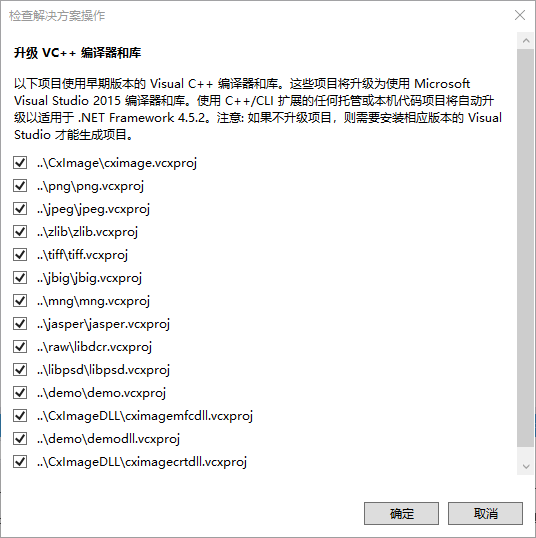 检查解决方案操作
升级 VC++ 编译器和库
以下项目使用早期版本的 Visual C++ 编译器和库。这些项目将升级为使用 Microsoft
Visual Studio 2015 编译器和库。使用 C++/CLI 扩展的任何托管或本机代码项目将自动升
级以适用于 .NET Framework 4.5.2。注意: 如果不升级项目，则需要安装相应版本的 Visual
Studio 才能生成项目。
..\CxImage\cximage.vcxproj
..\png\png.vcxproj
..\jpeg\jpeg.vcxproj
..\zlib\zlib.vcxproj
..\tiff\tiff.vcxproj
..\jbig\jbig.vcxproj
..\mng\mng.vcxproj
..\jasper\jasper.vcxproj
..\raw\libdcr.vcxproj
..\libpsd\libpsd.vcxproj
..\demo\demo.vcxproj
..\CxImageDLL\cximagemfcdll.vcxproj
..\demo\demodll.vcxproj
..\CxImageDLL\cximagecrtdll.vcxproj
确定
取消